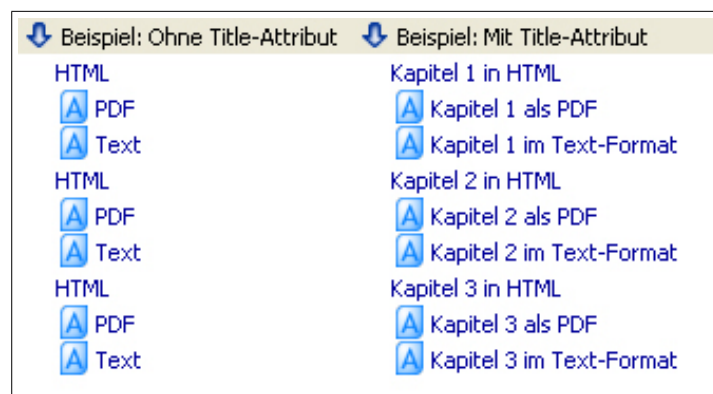 Beispiel: Ohne Title-Attribut Beispiel: Mit Title-Attribut
HTML Kapitel 1 in HTML
A PDF A Kapitel 1 als PDF
A Text A Kapitel 1 im Text-Format
HTML Kapitel 2 in HTML
A PDF A Kapitel 2 als PDF
A Text A Kapitel 2 im Text-Format
HTML Kapitel 3 in HTML
A PDF A Kapitel 3 als PDF
A Text A Kapitel 3 im Text-Format